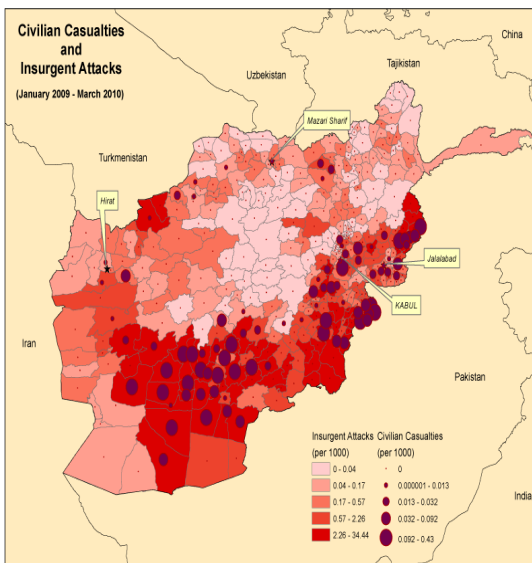 Civilian Casualties
and
Insurgent Attacks
(January 2009 - March 2010)
China
Tajikistan
Uzbekistan
Mazari Sharif
Turkmenistan
Hirat
Jalalabad
KABUL
Iran
Pakistan
India
Insurgent Attacks
(per 1000)
0 - 0.04
0.04 - 0.17
0.17 - 0.57
0.57 - 2.26
2.26 - 34.44
Civilian Casualties
(per 1000)
0
0.000001 - 0.013
0.013 - 0.032
0.032 - 0.092
0.092 - 0.43